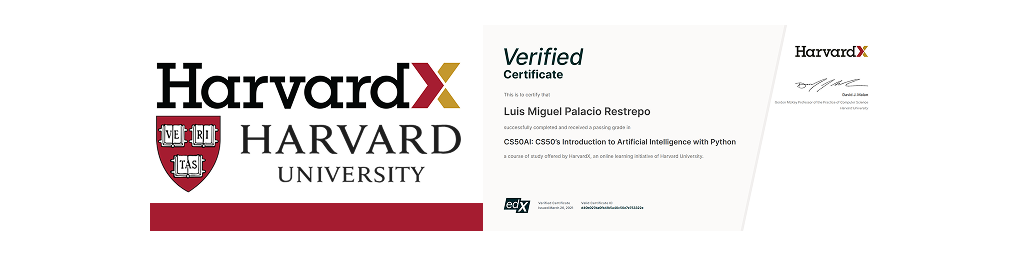 HarvardX
VE RI
TAS
HARVARD
UNIVERSITY
Verified
Certificate
This is to certify that
Luis Miguel Palacio Restrepo
successfully completed and received a passing grade in
CS50AI: CS50's Introduction to Artificial Intelligence with Python
a course of study offered by HarvardX, an online learning initiative of Harvard University.
edX
Verified Certificate
Issued March 28, 2021
Valid Certificate ID
HarvardX
David J. Malan
Gordon McKay Professor of the Practice of Computer Science
Harvard University